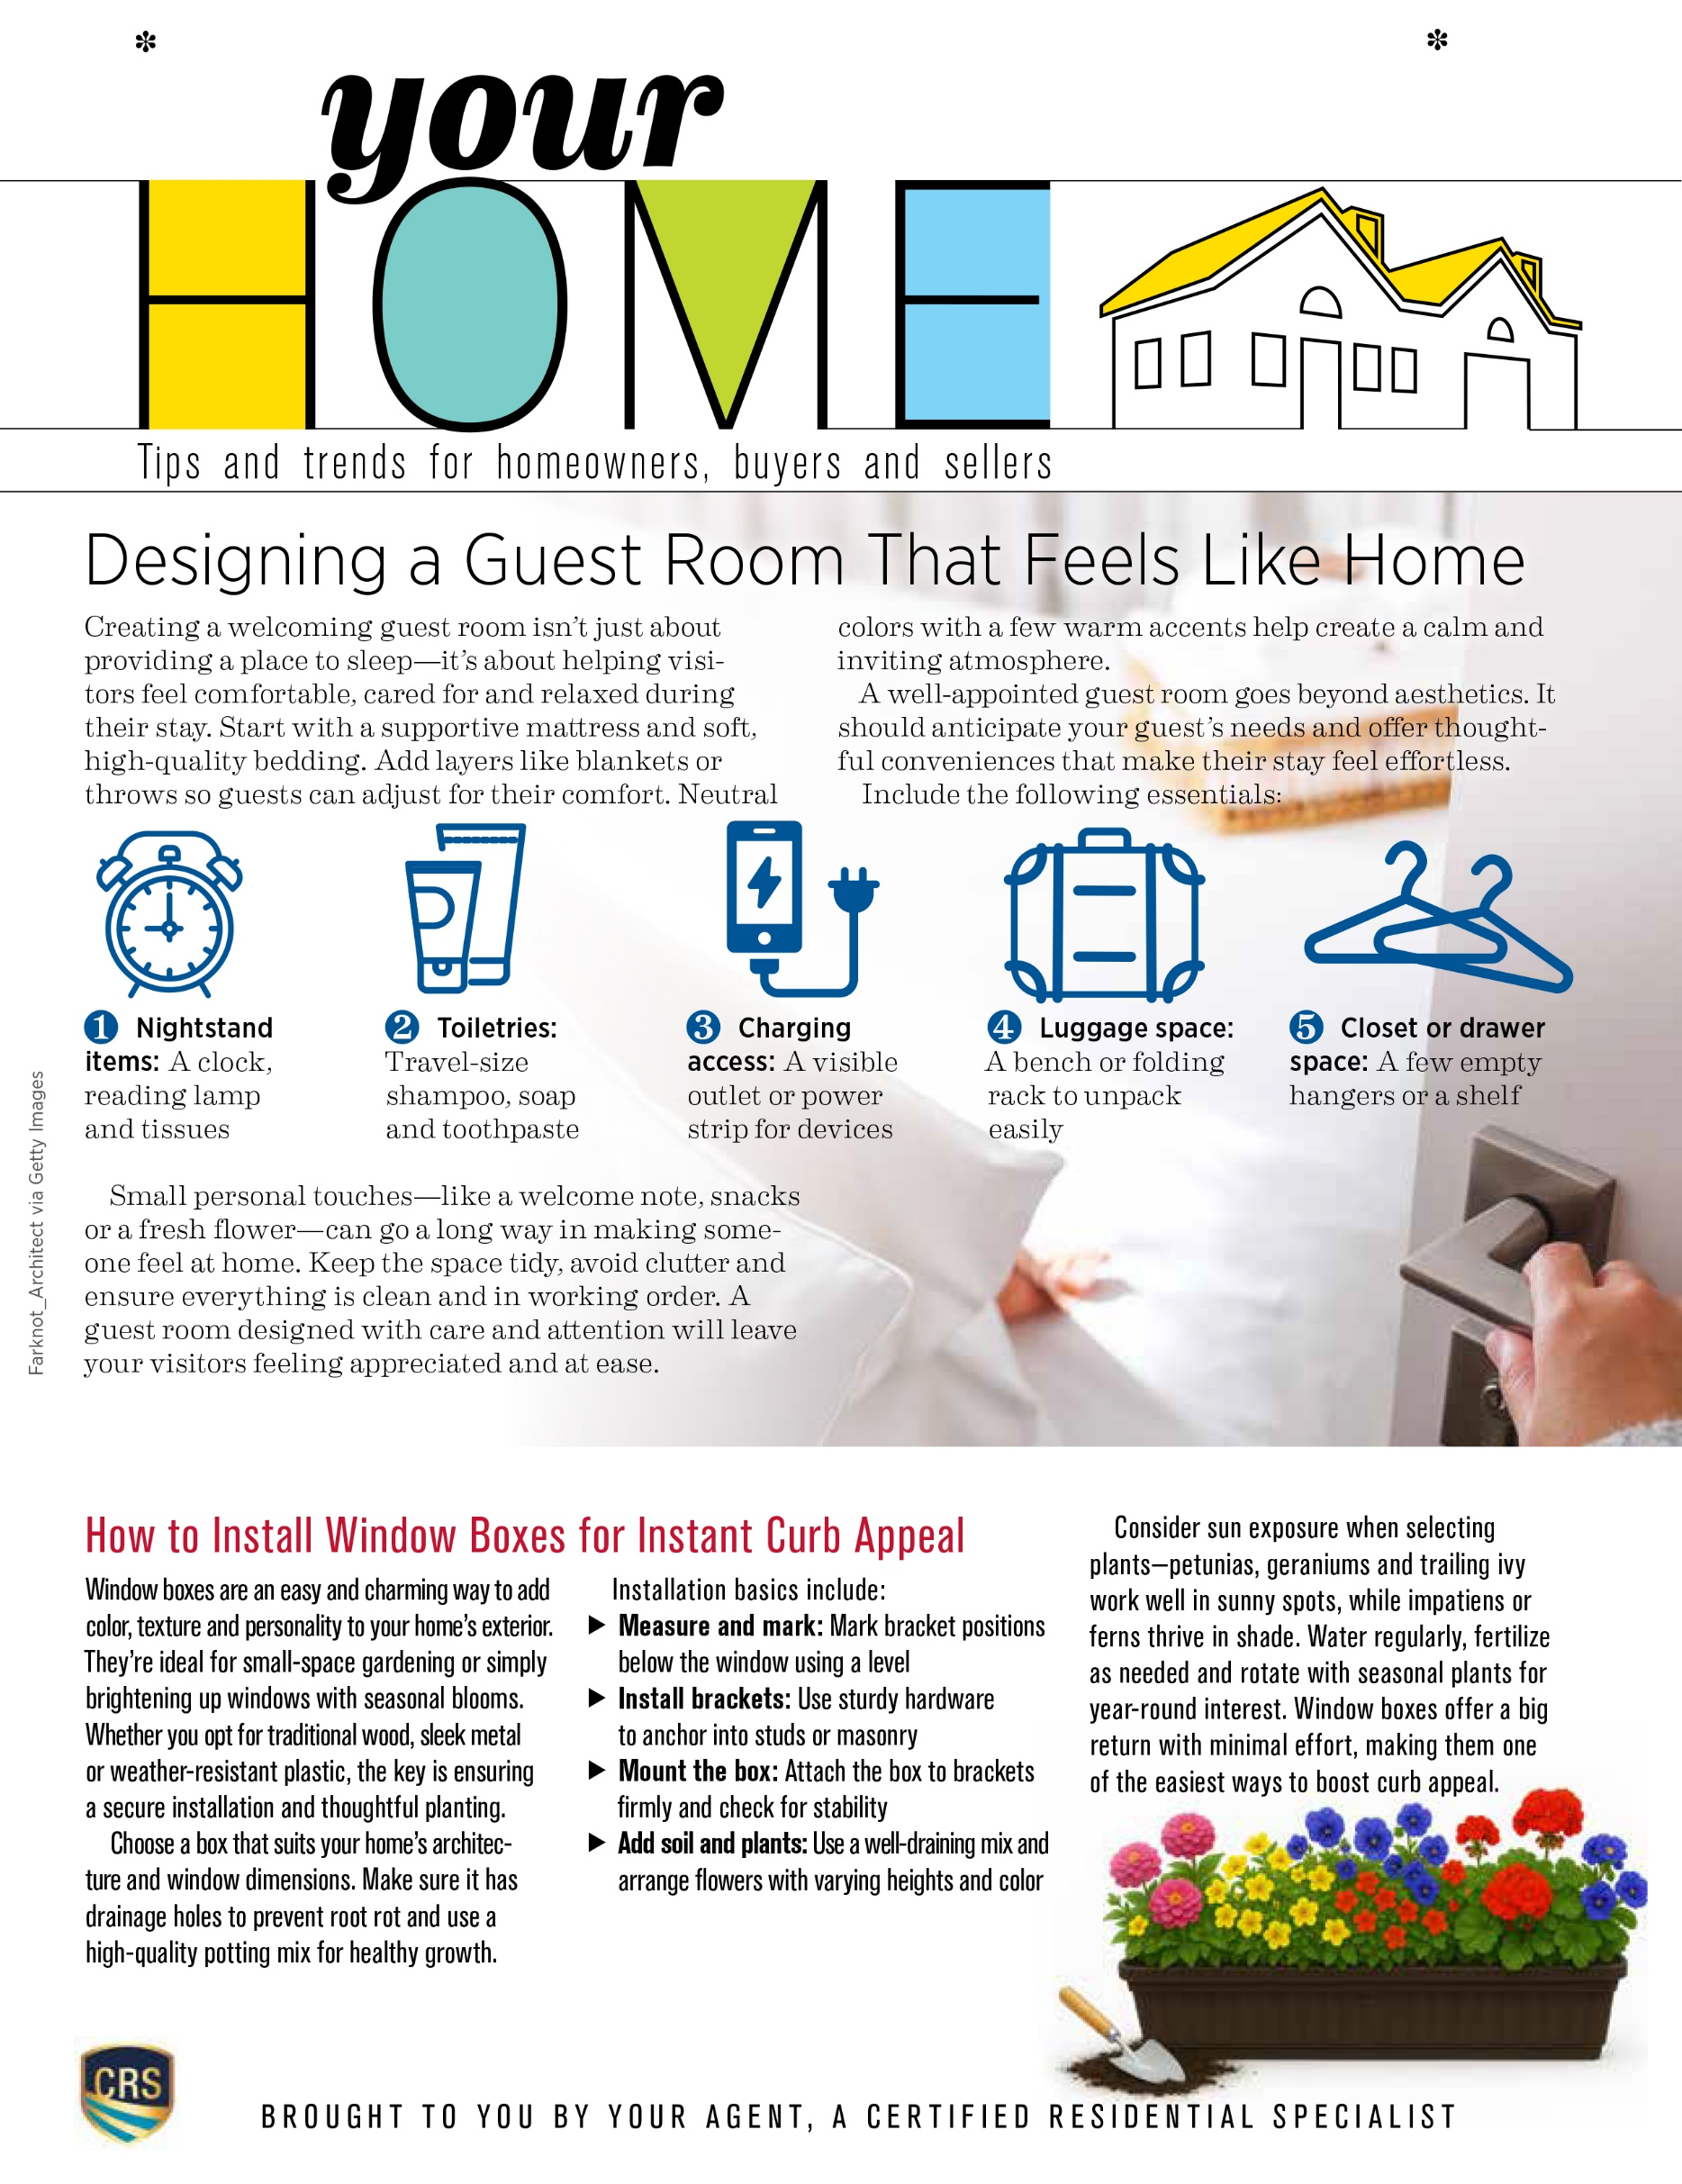 *
*
your
HOME
Tips and trends for homeowners, buyers and sellers
Designing a Guest Room That Feels Like Home
Creating a welcoming guest room isn’t just about
providing a place to sleep—it’s about helping visi-
tors feel comfortable, cared for and relaxed during
their stay. Start with a supportive mattress and soft,
high-quality bedding. Add layers like blankets or
throws so guests can adjust for their comfort. Neutral
colors with a few warm accents help create a calm and
inviting atmosphere.
A well-appointed guest room goes beyond aesthetics. It
should anticipate your guest’s needs and offer thought-
ful conveniences that make their stay feel effortless.
Include the following essentials:
1 Nightstand
items: A clock,
reading lamp
and tissues
2 Toiletries:
Travel-size
shampoo, soap
and toothpaste
3 Charging
access: A visible
outlet or power
strip for devices
4 Luggage space:
A bench or folding
rack to unpack
easily
5 Closet or drawer
space: A few empty
hangers or a shelf
Small personal touches—like a welcome note, snacks
or a fresh flower—can go a long way in making some-
one feel at home. Keep the space tidy, avoid clutter and
ensure everything is clean and in working order. A
guest room designed with care and attention will leave
your visitors feeling appreciated and at ease.
Farknot_Architect via Getty Images
How to Install Window Boxes for Instant Curb Appeal
Window boxes are an easy and charming way to add
color, texture and personality to your home’s exterior.
They’re ideal for small-space gardening or simply
brightening up windows with seasonal blooms.
Whether you opt for traditional wood, sleek metal
or weather-resistant plastic, the key is ensuring
a secure installation and thoughtful planting.
Choose a box that suits your home’s architec-
ture and window dimensions. Make sure it has
drainage holes to prevent root rot and use a
high-quality potting mix for healthy growth.
Installation basics include:
▶ Measure and mark: Mark bracket positions
below the window using a level
▶ Install brackets: Use sturdy hardware
to anchor into studs or masonry
▶ Mount the box: Attach the box to brackets
firmly and check for stability
▶ Add soil and plants: Use a well-draining mix and
arrange flowers with varying heights and color
Consider sun exposure when selecting
plants—petunias, geraniums and trailing ivy
work well in sunny spots, while impatiens or
ferns thrive in shade. Water regularly, fertilize
as needed and rotate with seasonal plants for
year-round interest. Window boxes offer a big
return with minimal effort, making them one
of the easiest ways to boost curb appeal.
CRS
BROUGHT TO YOU BY YOUR AGENT, A CERTIFIED RESIDENTIAL SPECIALIST